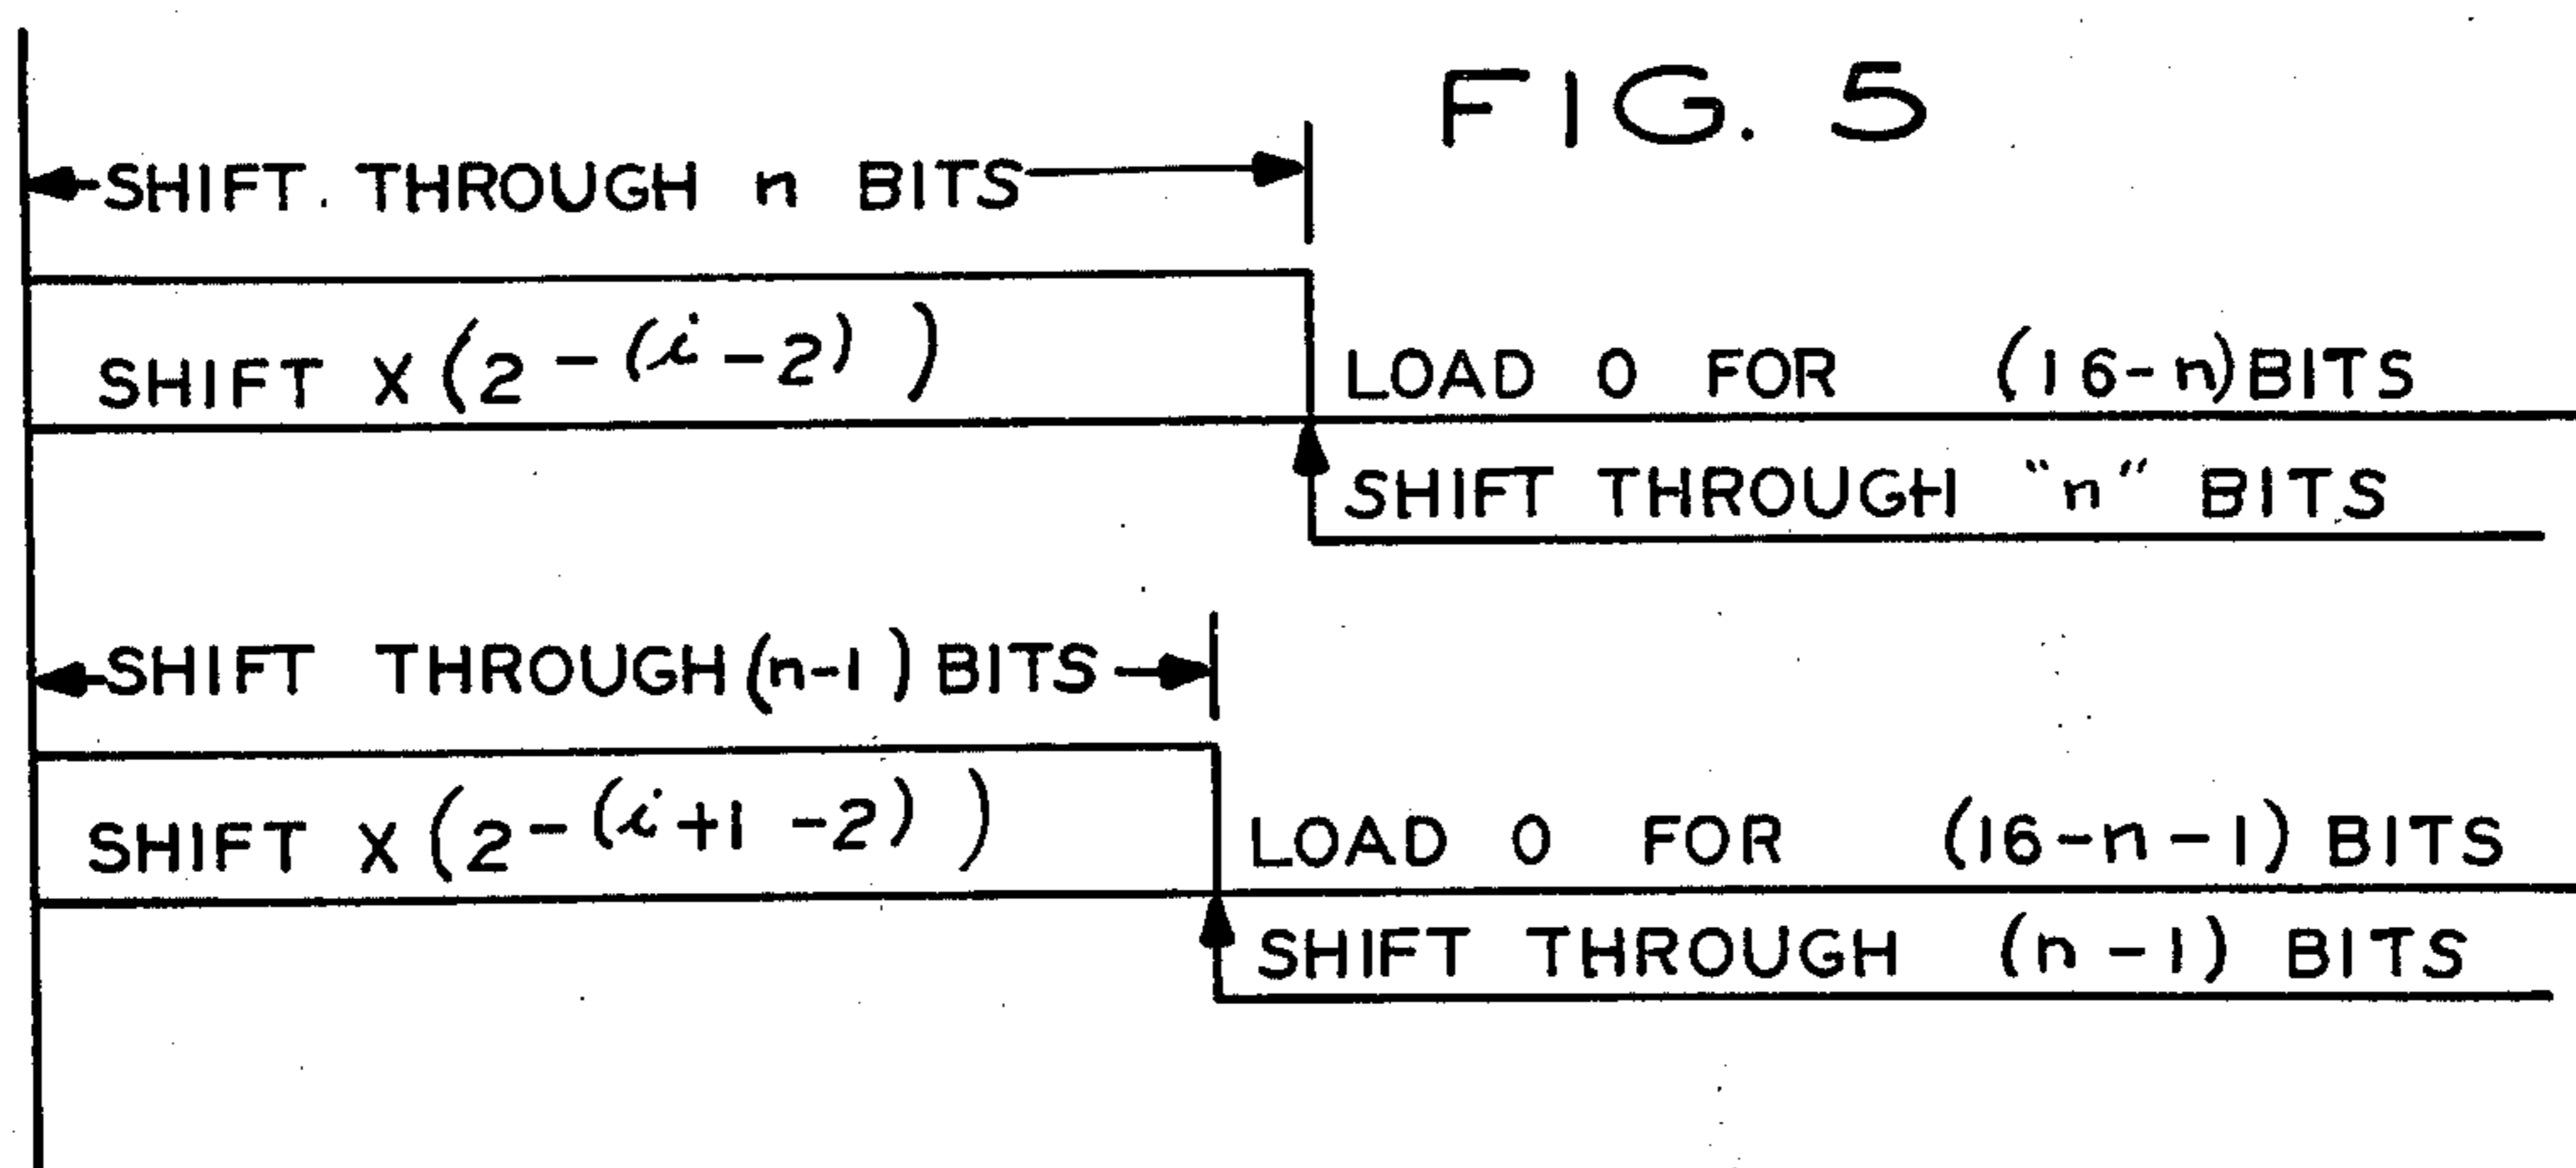 FIG. 5
SHIFT THROUGH n BITS
SHIFT X (2 -(i-2) )
LOAD 0 FOR (16-n) BITS
SHIFT THROUGH "n" BITS
SHIFT THROUGH (n-1) BITS
SHIFT X (2 -(i+1 -2) )
LOAD 0 FOR (16-n-1) BITS
SHIFT THROUGH (n-1) BITS